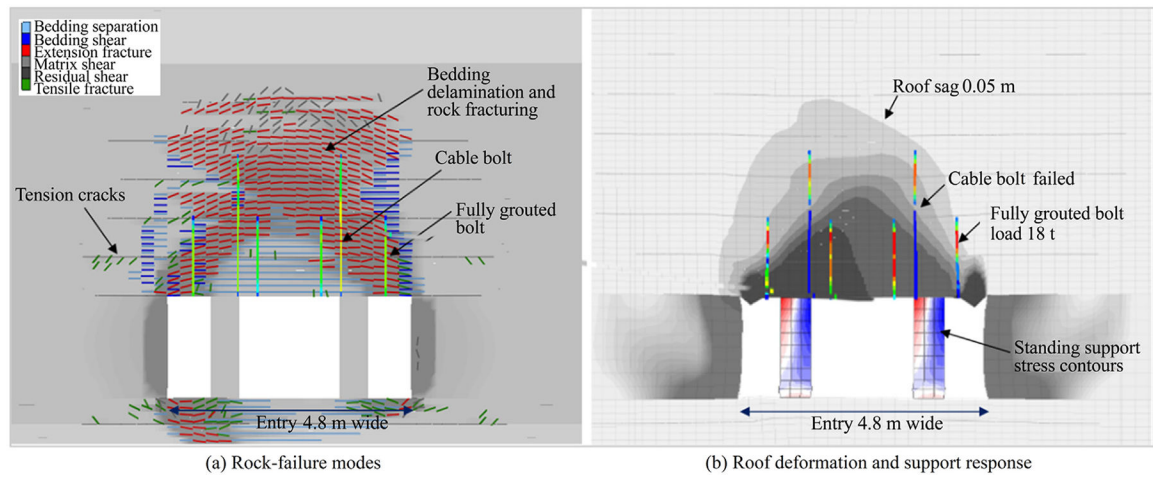 Bedding separation
Bedding shear
Extension fracture
Matrix shear
Residual shear
Tensile fracture
Bedding
delamination and
rock fracturing
Cable bolt
Fully grouted
bolt
Tension cracks
Entry 4.8 m wide
(a) Rock-failure modes
Roof sag 0.05 m
Cable bolt failed
Fully grouted bolt
load 18 t
Standing support
stress contours
Entry 4.8 m wide
(b) Roof deformation and support response